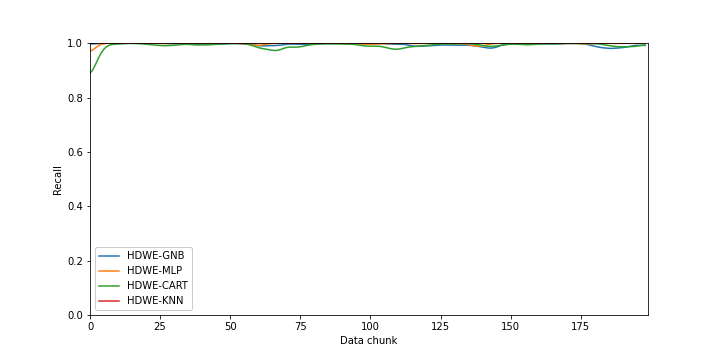 1.0
0.8
0.6
0.4
0.2
0.0
Recall
HDWE-GNB
HDWE-MLP
HDWE-CART
HDWE-KNN
0 25 50 75 100 125 150 175
Data chunk